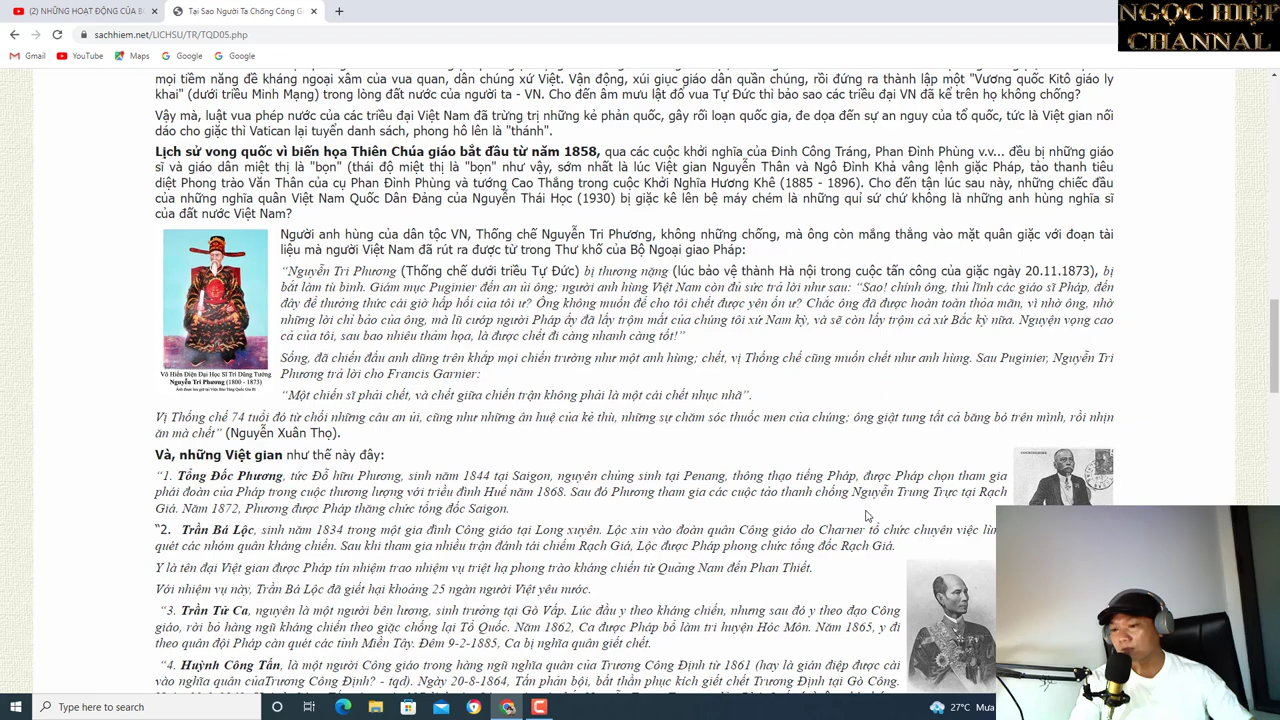 (2) NHỮNG HOẠT ĐỘNG CỦA B
Tại Sao Người Ta Chống Công Gi
NGỌC HIỆP
CHANNAL
sachhiem.net/LICHSU/TR/TQD05.php
Gmail YouTube Maps Google Google
mọi tiềm năng đề kháng ngoại xâm của vua quan, dân chúng xứ Việt. Vận động, xúi giục giáo dân quần chúng, rồi đứng ra thành lập một "Vương quốc Kitô giáo ly
khai" (dưới triều Minh Mạng) trong lòng đất nước của người ta - VN. Cho đến âm mưu lật đổ vua Tự Đức thì bảo sao các triều đại VN đã kể trên họ không chống?
Vậy mà, luật vua phép nước của các triều đại Việt Nam đã trừng trị những kẻ phản quốc, gây rối loạn quốc gia, đe dọa đến sự an nguy của tổ quốc, tức là Việt gian nối
dáo cho giặc thì Vatican lại tuyển danh sách, phong hô lên là "thánh".
Lịch sử vong quốc vì biến họa Thiên Chúa giáo bắt đầu từ năm 1858, qua các cuộc khởi nghĩa của Đinh Công Tráng, Phan Đình Phùng v.v... đều bị những giáo
sĩ và giáo dân miệt thị là "bọn" (thái độ miệt thị là "bọn" như vậy, sớm nhất là lúc Việt gian Nguyễn Thân và Ngô Đình Khả vâng lệnh giặc Pháp, tảo thanh tiêu
diệt Phong trào Văn Thân của cụ Phan Đình Phùng và tướng Cao Thắng trong cuộc Khởi Nghĩa Hương Khê (1885 - 1896). Cho đến tận lúc sau này, những chiếc đầu
của những nghĩa quân Việt Nam Quốc Dân Đảng của Nguyễn Thái Học (1930) bị giặc kê lên bệ máy chém là những quỉ sứ chứ không là những anh hùng nghĩa sĩ
của đất nước Việt Nam?
Người anh hùng của dân tộc VN, Thống chế Nguyễn Tri Phương, không những chống, mà ông còn mắng thẳng vào mặt quân giặc với đoạn tài
liệu mà người Việt Nam đã rút ra được từ trong Thư khố của Bộ Ngoại giao Pháp:
“Nguyễn Tri Phương (Thống chế dưới triều Tự Đức) bị thương nặng (lúc bảo vệ thành Hà nội trong cuộc tấn công của giặc ngày 20.11.1873), bị
bắt làm tù binh. Giám mục Puginier đến an ủi ông; người anh hùng Việt Nam còn đủ sức trả lời như sau: “Sao! chính ông, thủ lĩnh các giáo sĩ Pháp, đến
đây để thưởng thức cái giờ hấp hối của tôi ư? Ông không muốn để cho tôi chết được yên ổn ư? Chắc ông đã được hoàn toàn thỏa mãn, vì nhờ ông, nhờ
những lời chỉ bảo của ông, mà lũ cướp người Pháp ấy đã lấy trộm mất của chúng tôi xứ Nam kỳ, và sẽ còn lấy trộm cả xứ Bắc kỳ nữa. Nguyện vọng cao
cả của tôi, sau bao nhiêu thảm họa, là được chết đi càng nhanh càng tốt!”
Sống, đã chiến đấu anh dũng trên khắp mọi chiến trường như một anh hùng; chết, vị Thống chế cũng muốn chết như anh hùng. Sau Puginier, Nguyễn Tri
Phương trả lời cho Francis Garnier:
“Một chiến sĩ phải chết, và chết giữa chiến trận không phải là một cái chết nhục nhã”.
Võ Hiển Điện Đại Học Sĩ Trí Dũng Tướng
Nguyễn Tri Phương (1800 - 1873)
Vị Thống chế 74 tuổi đó từ chối những câu an ủi, cũng như những ân huệ của kẻ thù, những sự chăm sóc thuốc men của chúng; ông giật tung tất cả băng bó trên mình, rồi nhịn
ăn mà chết” (Nguyễn Xuân Thọ).
Và, những Việt gian như thế này đây:
“1. Tổng Đốc Phương, tức Đỗ hữu Phương, sinh năm 1844 tại Saigon, nguyên chủng sinh tại Penang, thông thạo tiếng Pháp, được Pháp chọn tham gia
phái đoàn của Pháp trong cuộc thương lượng với triều đình Huế năm 1868. Sau đó Phương tham gia các cuộc tảo thanh chống Nguyễn Trung Trực tại Rạch
Giá. Năm 1872, Phương được Pháp thăng chức tổng đốc Saigon.
“2. Trần Bá Lộc, sinh năm 1834 trong một gia đình Công giáo tại Long xuyên. Lộc xin vào đoàn quân Công giáo do Charner tổ chức chuyên việc lùn
quét các nhóm quân kháng chiến. Sau khi tham gia nhiều trận đánh tái chiếm Rạch Giá, Lộc được Pháp phong chức tổng đốc Rạch Giá.
Y là tên đại Việt gian được Pháp tín nhiệm trao nhiệm vụ triệt hạ phong trào kháng chiến từ Quảng Nam đến Phan Thiết.
Với nhiệm vụ này, Trần Bá Lộc đã giết hại khoảng 25 ngàn người Việt yêu nước.
“3. Trần Tử Ca, nguyên là một người bên lương, sinh trưởng tại Gò Vấp. Lúc đầu y theo kháng chiến, nhưng sau đó y theo đạo Công
giáo, rời bỏ hàng ngũ kháng chiến theo giặc chống lại Tổ Quốc. Năm 1862, Ca được Pháp bổ làm tri huyện Hóc Môn. Năm 1865, y đi
theo quân đội Pháp càn quét các tỉnh Miền Tây. Đêm 9-2-1885, Ca bị nghĩa quân giết chết.
“4. Huỳnh Công Tấn, là một người Công giáo trong hàng ngũ nghĩa quân của Trương Công Định từ 1861 (hay là gián điệp được cài
vào nghĩa quân củaTrương Công Định? - tqd). Ngày 20-8-1864, Tấn phản bội, bất thần phục kích giết chết Trương Định tại Gò Công.
Type here to search
27°C Mưa